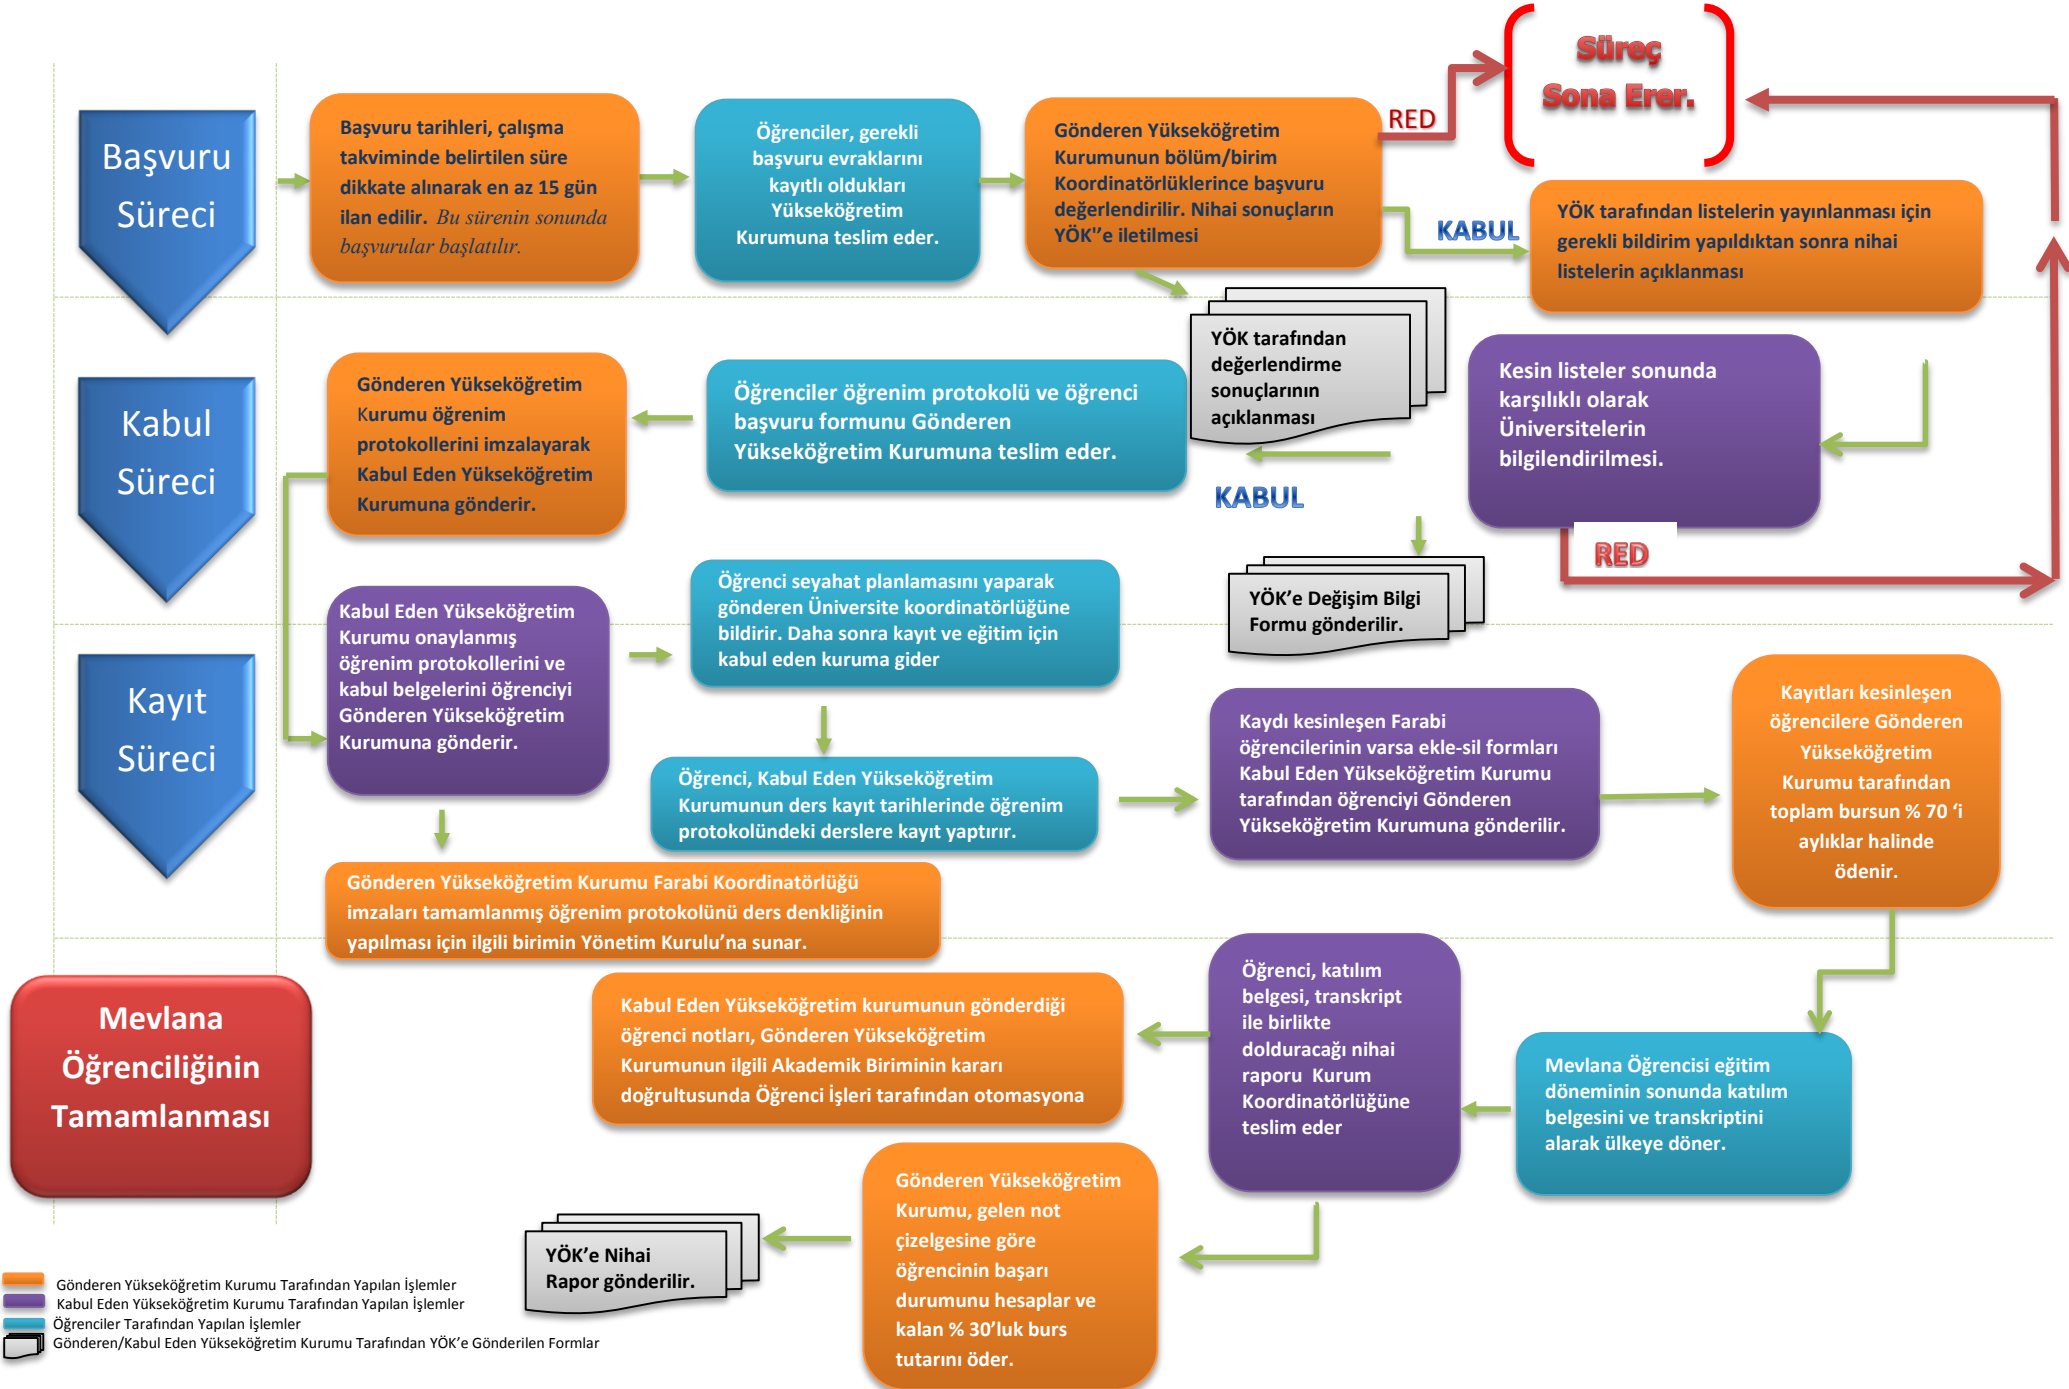 Süreç
Sona Erer.
Başvuru
Süreci
Başvuru tarihleri, çalışma
takviminde belirtilen süre
dikkate alınarak en az 15 gün
ilan edilir. Bu sürenin sonunda
başvurular başlatılır.
Öğrenciler, gerekli
başvuru evraklarını
kayıtlı oldukları
Yükseköğretim
Kurumuna teslim eder.
Gönderen Yükseköğretim
Kurumunun bölüm/birim
Koordinatörlüklerince başvuru
değerlendirilir. Nihai sonuçların
YÖK''e iletilmesi
RED
KABUL
YÖK tarafından listelerin yayınlanması için
gerekli bildirim yapıldıktan sonra nihai
listelerin açıklanması
Kabul
Süreci
Gönderen Yükseköğretim
Kurumu öğrenim
protokollerini imzalayarak
Kabul Eden Yükseköğretim
Kurumuna gönderir.
Öğrenciler öğrenim protokolü ve öğrenci
başvuru formunu Gönderen
Yükseköğretim Kurumuna teslim eder.
YÖK tarafından
değerlendirme
sonuçlarının
açıklanması
KABUL
Kesin listeler sonunda
karşılıklı olarak
Üniversitelerin
bilgilendirilmesi.
RED
Kabul Eden Yükseköğretim
Kurumu onaylanmış
öğrenim protokollerini ve
kabul belgelerini öğrenciyi
Gönderen Yükseköğretim
Kurumuna gönderir.
Öğrenci seyahat planlamasını yaparak
gönderen Üniversite koordinatörlüğüne
bildirir. Daha sonra kayıt ve eğitim için
kabul eden kuruma gider
YÖK’e Değişim Bilgi
Formu gönderilir.
Kayıt
Süreci
Öğrenci, Kabul Eden Yükseköğretim
Kurumunun ders kayıt tarihlerinde öğrenim
protokolündeki derslere kayıt yaptırır.
Kaydı kesinleşen Farabi
öğrencilerinin varsa ekle-sil formları
Kabul Eden Yükseköğretim Kurumu
tarafından öğrenciyi Gönderen
Yükseköğretim Kurumuna gönderilir.
Kayıtları kesinleşen
öğrencilere Gönderen
Yükseköğretim
Kurumu tarafından
toplam bursun % 70 ‘i
aylıklar halinde
ödenir.
Gönderen Yükseköğretim Kurumu Farabi Koordinatörlüğü
imzaları tamamlanmış öğrenim protokolünü ders denkliğinin
yapılması için ilgili birimin Yönetim Kurulu’na sunar.
Mevlana
Öğrenciliğinin
Tamamlanması
Kabul Eden Yükseköğretim kurumunun gönderdiği
öğrenci notları, Gönderen Yükseköğretim
Kurumunun ilgili Akademik Biriminin kararı
doğrultusunda Öğrenci İşleri tarafından otomasyona
Öğrenci, katılım
belgesi, transkript
ile birlikte
dolduracağı nihai
raporu Kurum
Koordinatörlüğüne
teslim eder
Mevlana Öğrencisi eğitim
döneminin sonunda katılım
belgesini ve transkriptini
alarak ülkeye döner.
Gönderen Yükseköğretim
Kurumu, gelen not
çizelgesine göre
öğrencinin başarı
durumunu hesaplar ve
kalan % 30’luk burs
tutarını öder.
YÖK’e Nihai
Rapor gönderilir.
Gönderen Yükseköğretim Kurumu Tarafından Yapılan İşlemler
Kabul Eden Yükseköğretim Kurumu Tarafından Yapılan İşlemler
Öğrenciler Tarafından Yapılan İşlemler
Gönderen/Kabul Eden Yükseköğretim Kurumu Tarafından YÖK’e Gönderilen Formlar